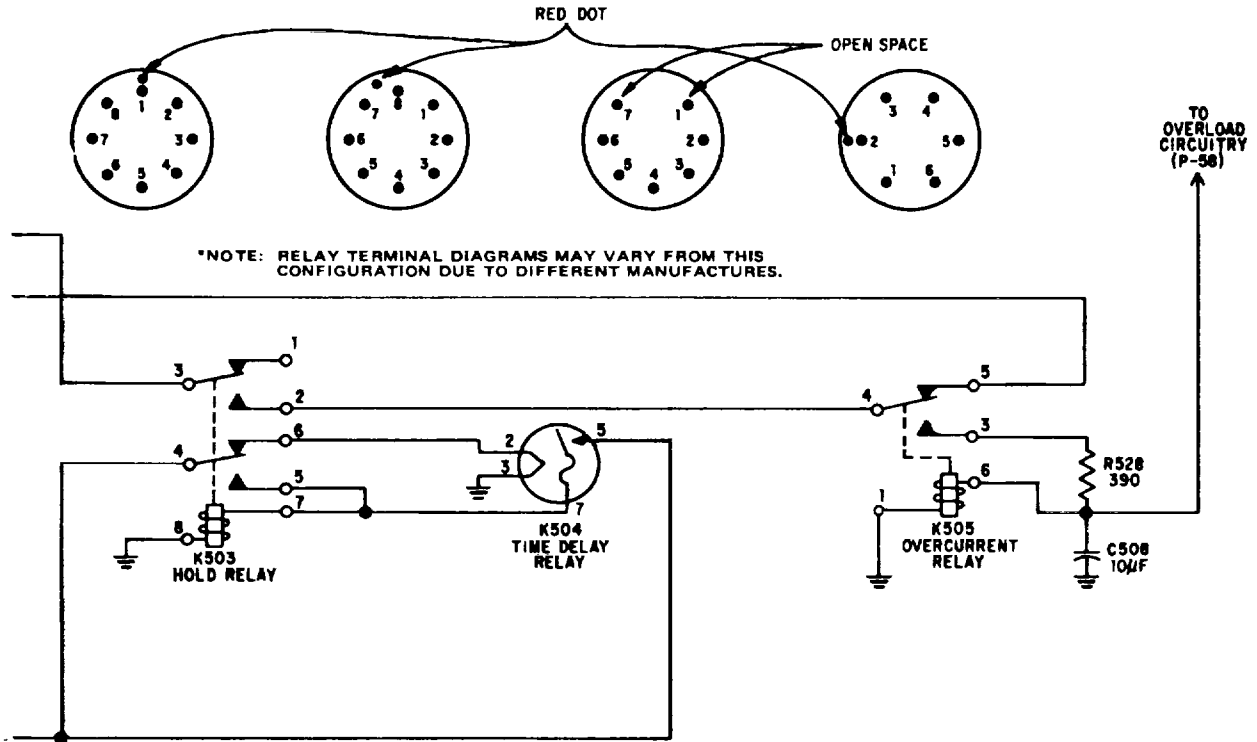 RED DOT
OPEN SPACE
8 1 2
7 3
6 5 4
7 8 1
6 2
5 4 3
7 1
6 2
5 4 3
3 4
2 5
1 6
TO
OVERLOAD
CIRCUITRY
(P-58)
*NOTE: RELAY TERMINAL DIAGRAMS MAY VARY FROM THIS
CONFIGURATION DUE TO DIFFERENT MANUFACTURES.
3
1
2
4
6
5
7
8
K503
HOLD RELAY
2
3
5
7
K504
TIME DELAY
RELAY
4
5
3
6
1
K505
OVERCURRENT
RELAY
R528
390
C508
10µF